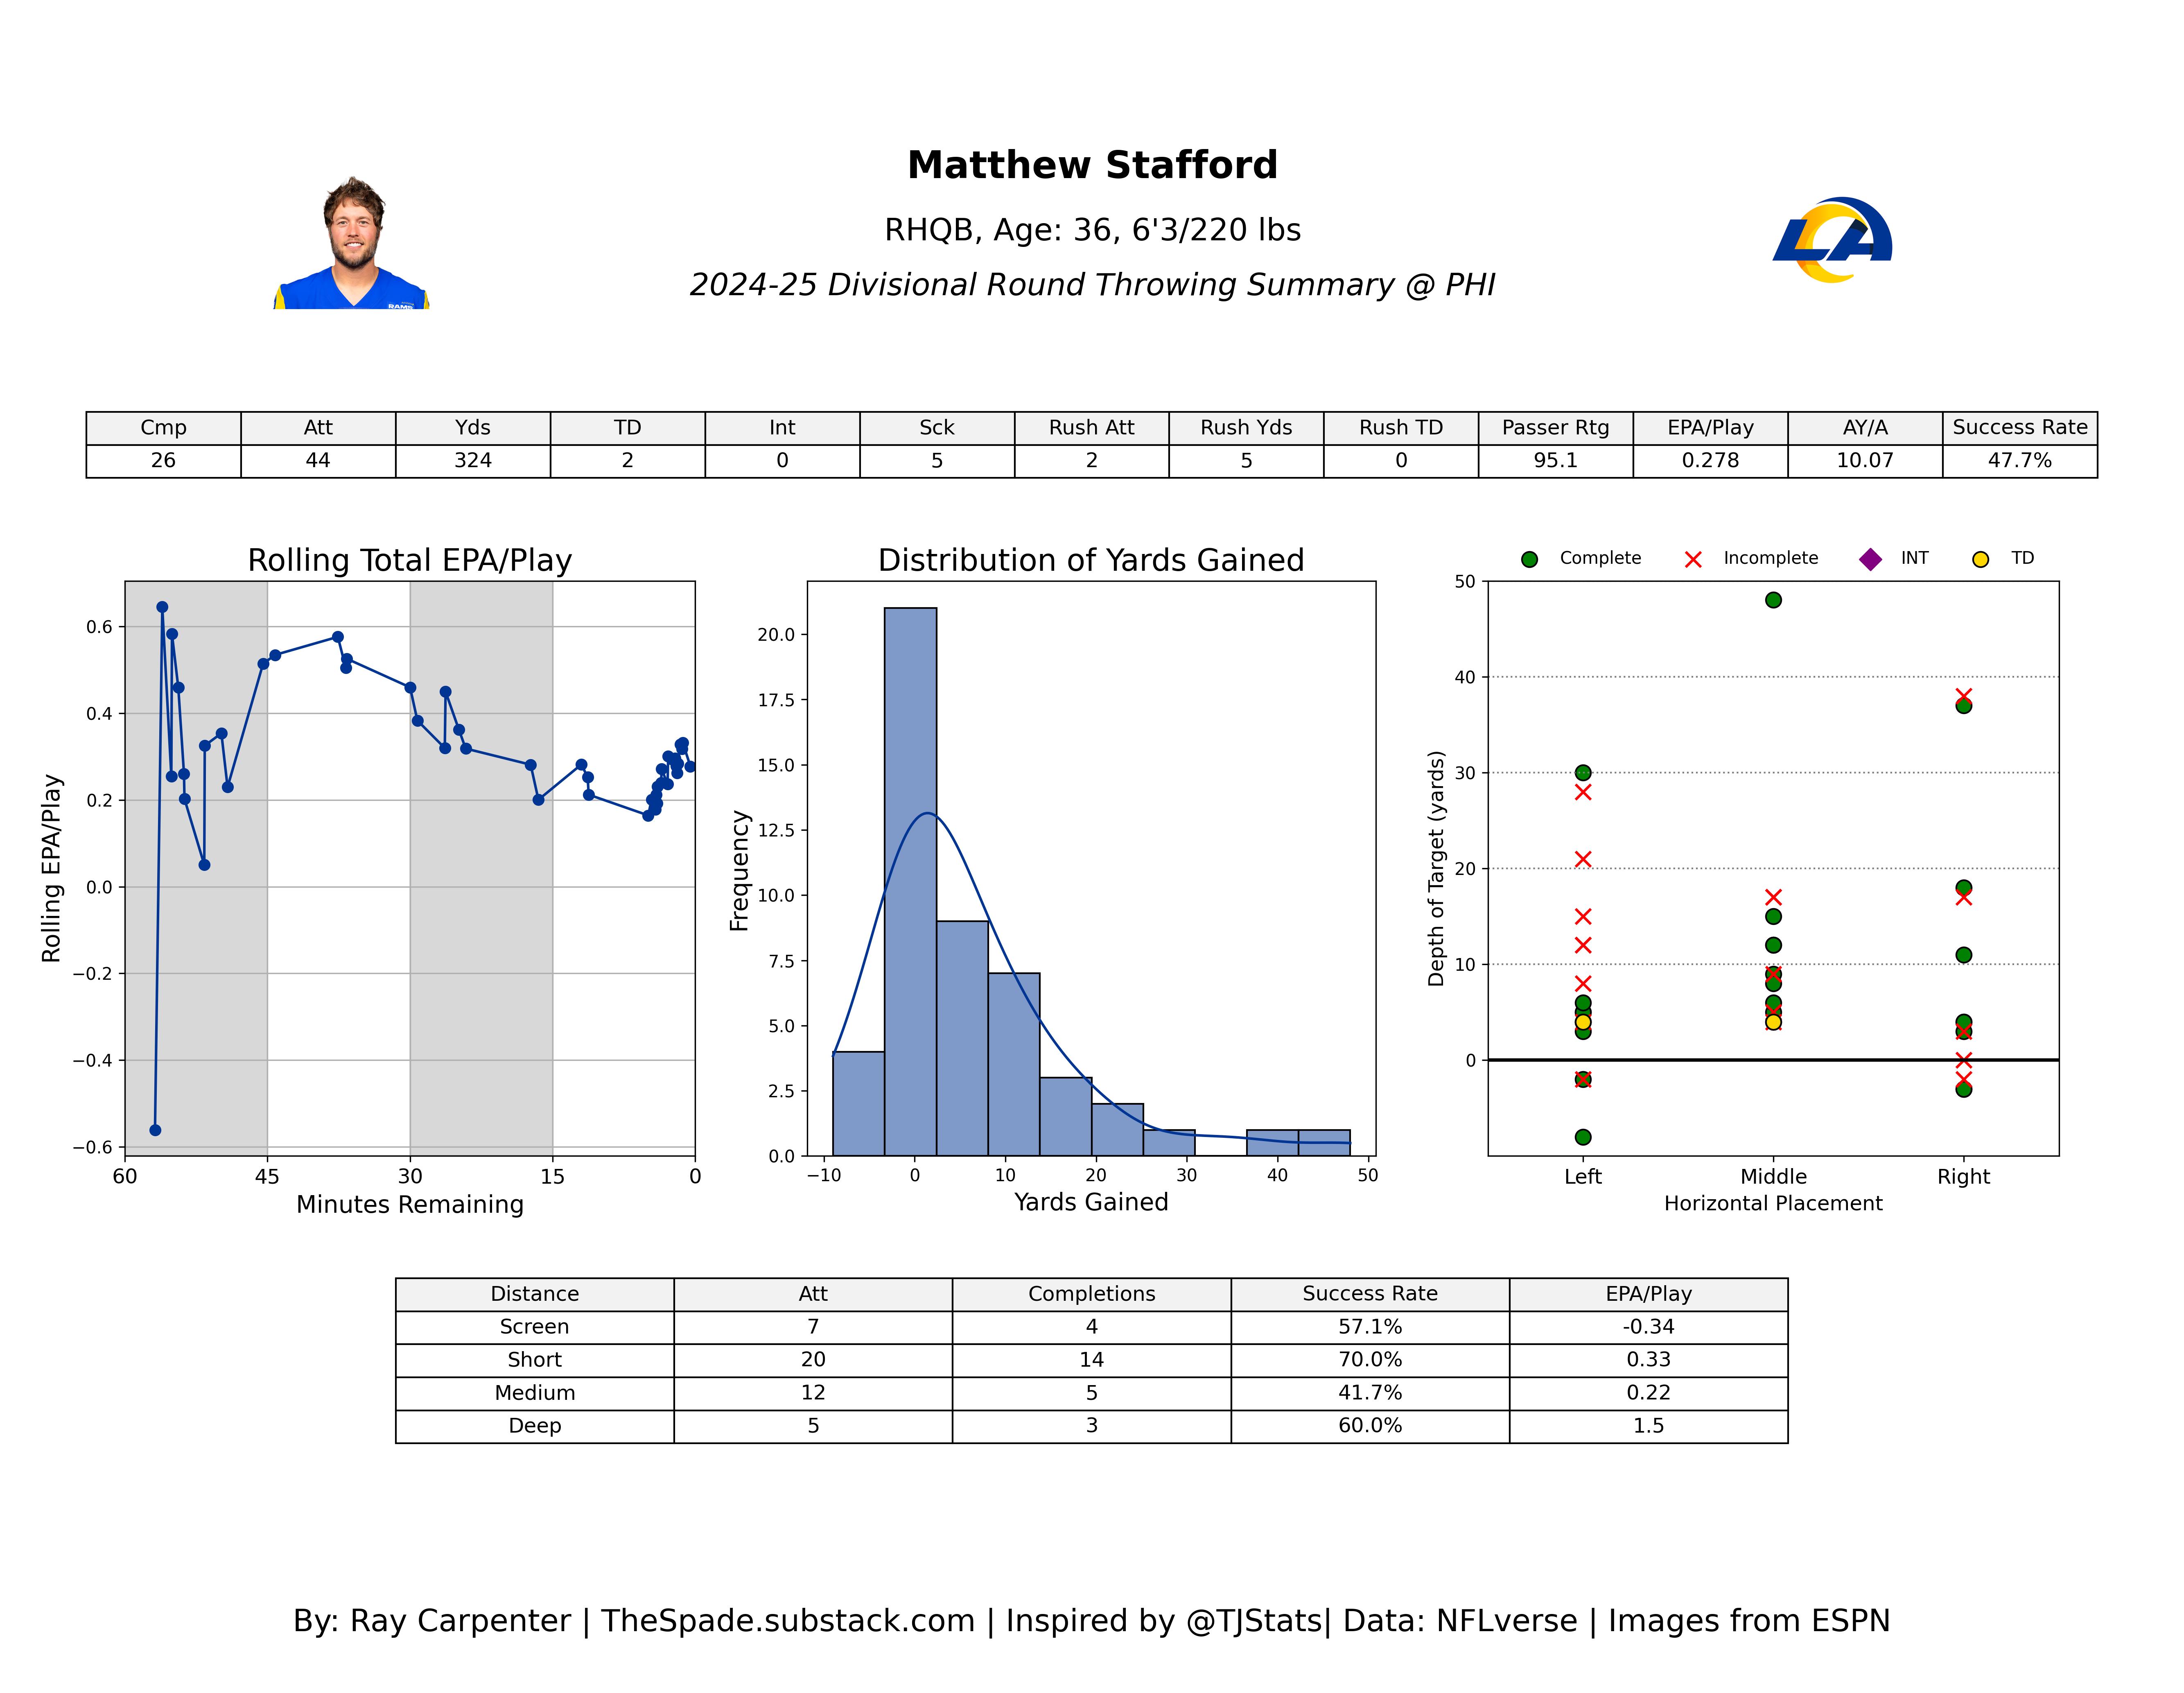 Matthew Stafford
RHQB, Age: 36, 6'3/220 lbs
2024-25 Divisional Round Throwing Summary @ PHI
RAMS
LA
Cmp Att Yds TD Int Sck Rush Att Rush Yds Rush TD Passer Rtg EPA/Play AY/A Success Rate
26 44 324 2 0 5 2 5 0 95.1 0.278 10.07 47.7%
Rolling Total EPA/Play
0.6
0.4
0.2
0.0
−0.2
−0.4
−0.6
Rolling EPA/Play
60 45 30 15 0
Minutes Remaining
Distribution of Yards Gained
20.0
17.5
15.0
12.5
10.0
7.5
5.0
2.5
0.0
Frequency
−10 0 10 20 30 40 50
Yards Gained
Complete Incomplete INT TD
50
40
30
20
10
0
Depth of Target (yards)
Left Middle Right
Horizontal Placement
Distance Att Completions Success Rate EPA/Play
Screen 7 4 57.1% -0.34
Short 20 14 70.0% 0.33
Medium 12 5 41.7% 0.22
Deep 5 3 60.0% 1.5
By: Ray Carpenter | TheSpade.substack.com | Inspired by @TJStats| Data: NFLverse | Images from ESPN